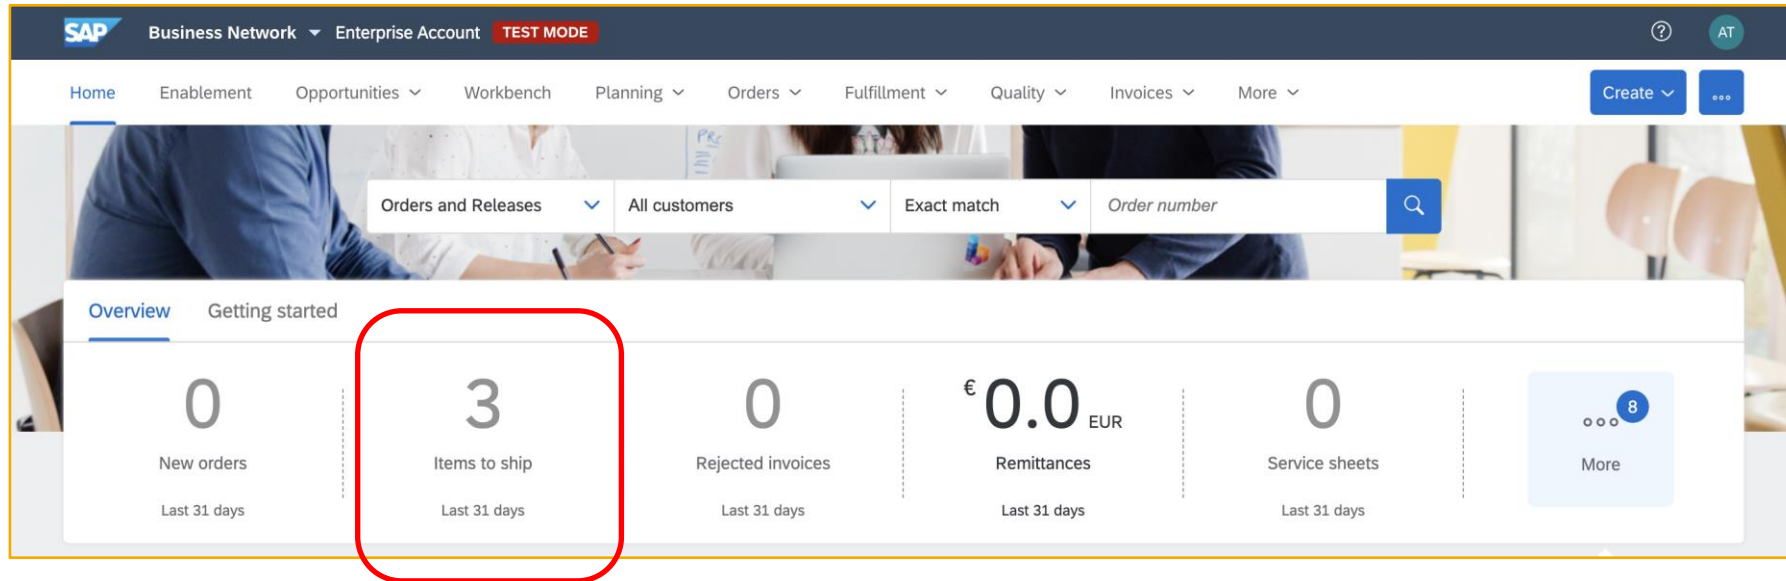 SAP Business Network Enterprise Account TEST MODE ? AT
Home Enablement Opportunities Workbench Planning Orders Fulfillment Quality Invoices More Create
Orders and Releases All customers Exact match Order number
Overview Getting started
0 3 0 € 0.0 EUR 0 8
New orders Items to ship Rejected invoices Remittances Service sheets More
Last 31 days Last 31 days Last 31 days Last 31 days Last 31 days